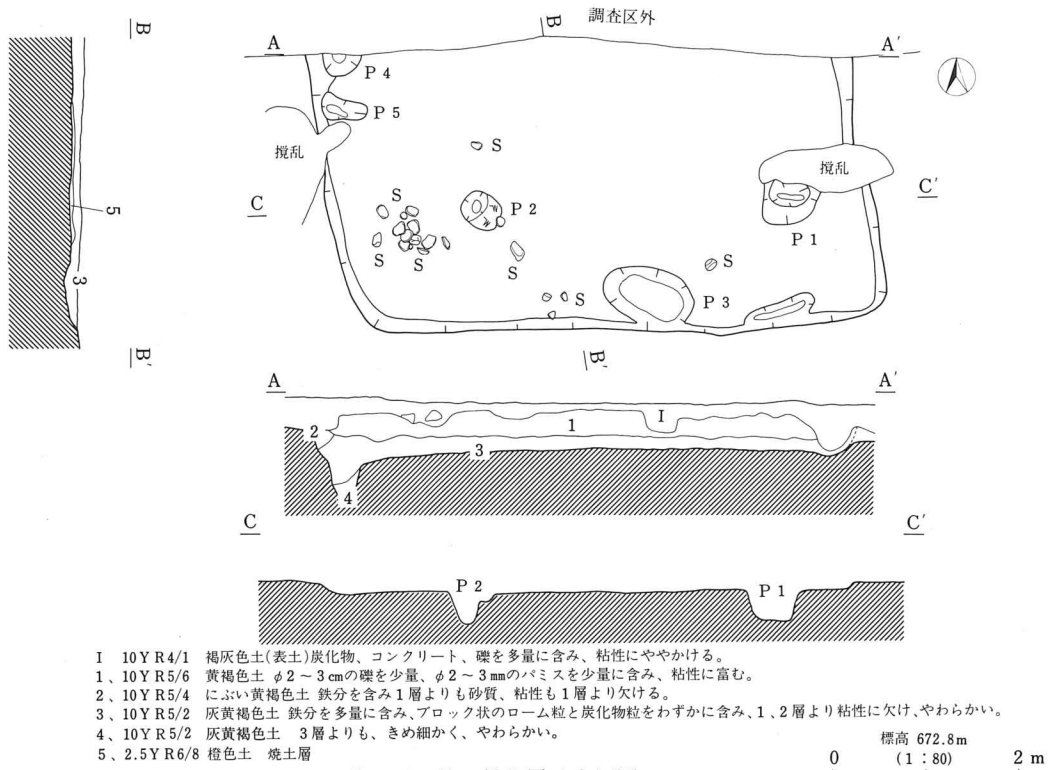 B 調査区外
B
A A′
P 4
P 5
撹乱
S
撹乱
C C′
S P 2
P 1
5
S S S S
3
S P 3
B′ B′
A A′
I
1
2
3
4
C C′
P 2 P 1
I 10YR4/1 褐灰色土(表土)炭化物、コンクリート、礫を多量に含み、粘性にややかける。
1、10YR5/6 黄褐色土 φ2～3cmの礫を少量、φ2～3mmのパミスを少量に含み、粘性に富む。
2、10YR5/4 にぶい黄褐色土 鉄分を含み1層よりも砂質、粘性も1層より欠ける。
3、10YR5/2 灰黄褐色土 鉄分を多量に含み、ブロック状のローム粒と炭化物粒をわずかに含み、1、2層より粘性に欠け、やわらかい。
4、10YR5/2 灰黄褐色土 3層よりも、きめ細かく、やわらかい。
5、2.5YR6/8 橙色土 焼土層
標高 672.8m
0 (1：80) 2 m